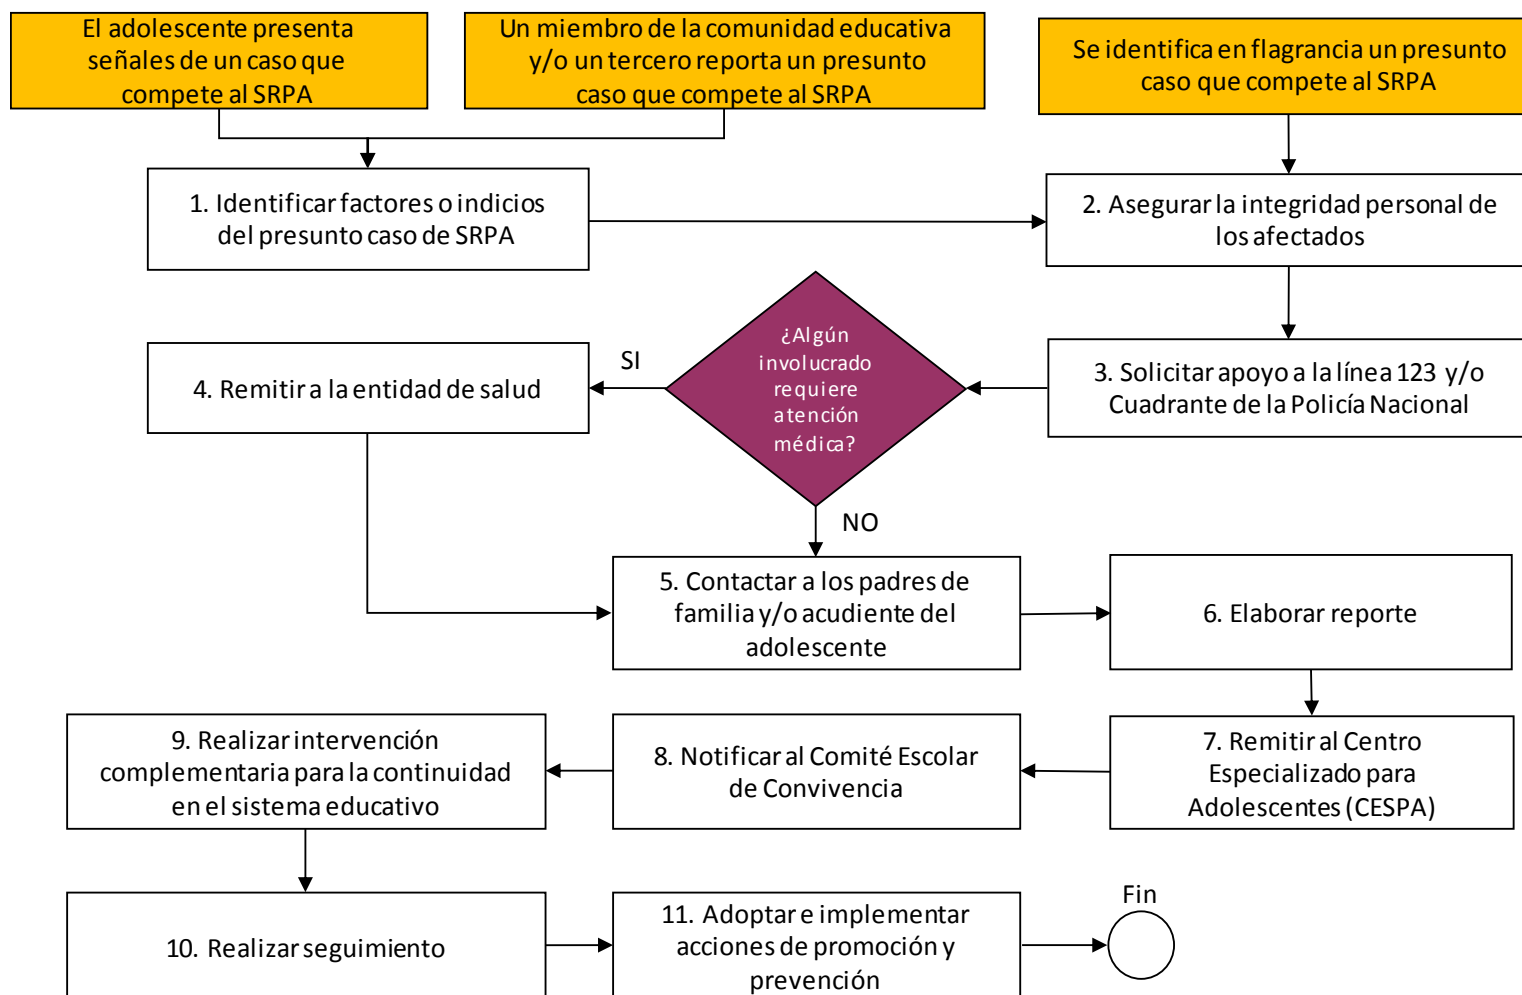 El adolescente presenta
señales de un caso que
compete al SRPA
Un miembro de la comunidad educativa
y/o un tercero reporta un presunto
caso que compete al SRPA
Se identifica en flagrancia un presunto
caso que compete al SRPA
1. Identificar factores o indicios
del presunto caso de SRPA
2. Asegurar la integridad personal de
los afectados
¿Algún
involucrado
requiere
atención
médica?
SI
4. Remitir a la entidad de salud
3. Solicitar apoyo a la línea 123 y/o
Cuadrante de la Policía Nacional
NO
5. Contactar a los padres de
familia y/o acudiente del
adolescente
6. Elaborar reporte
9. Realizar intervención
complementaria para la continuidad
en el sistema educativo
8. Notificar al Comité Escolar
de Convivencia
7. Remitir al Centro
Especializado para
Adolescentes (CESPA)
10. Realizar seguimiento
11. Adoptar e implementar
acciones de promoción y
prevención
Fin